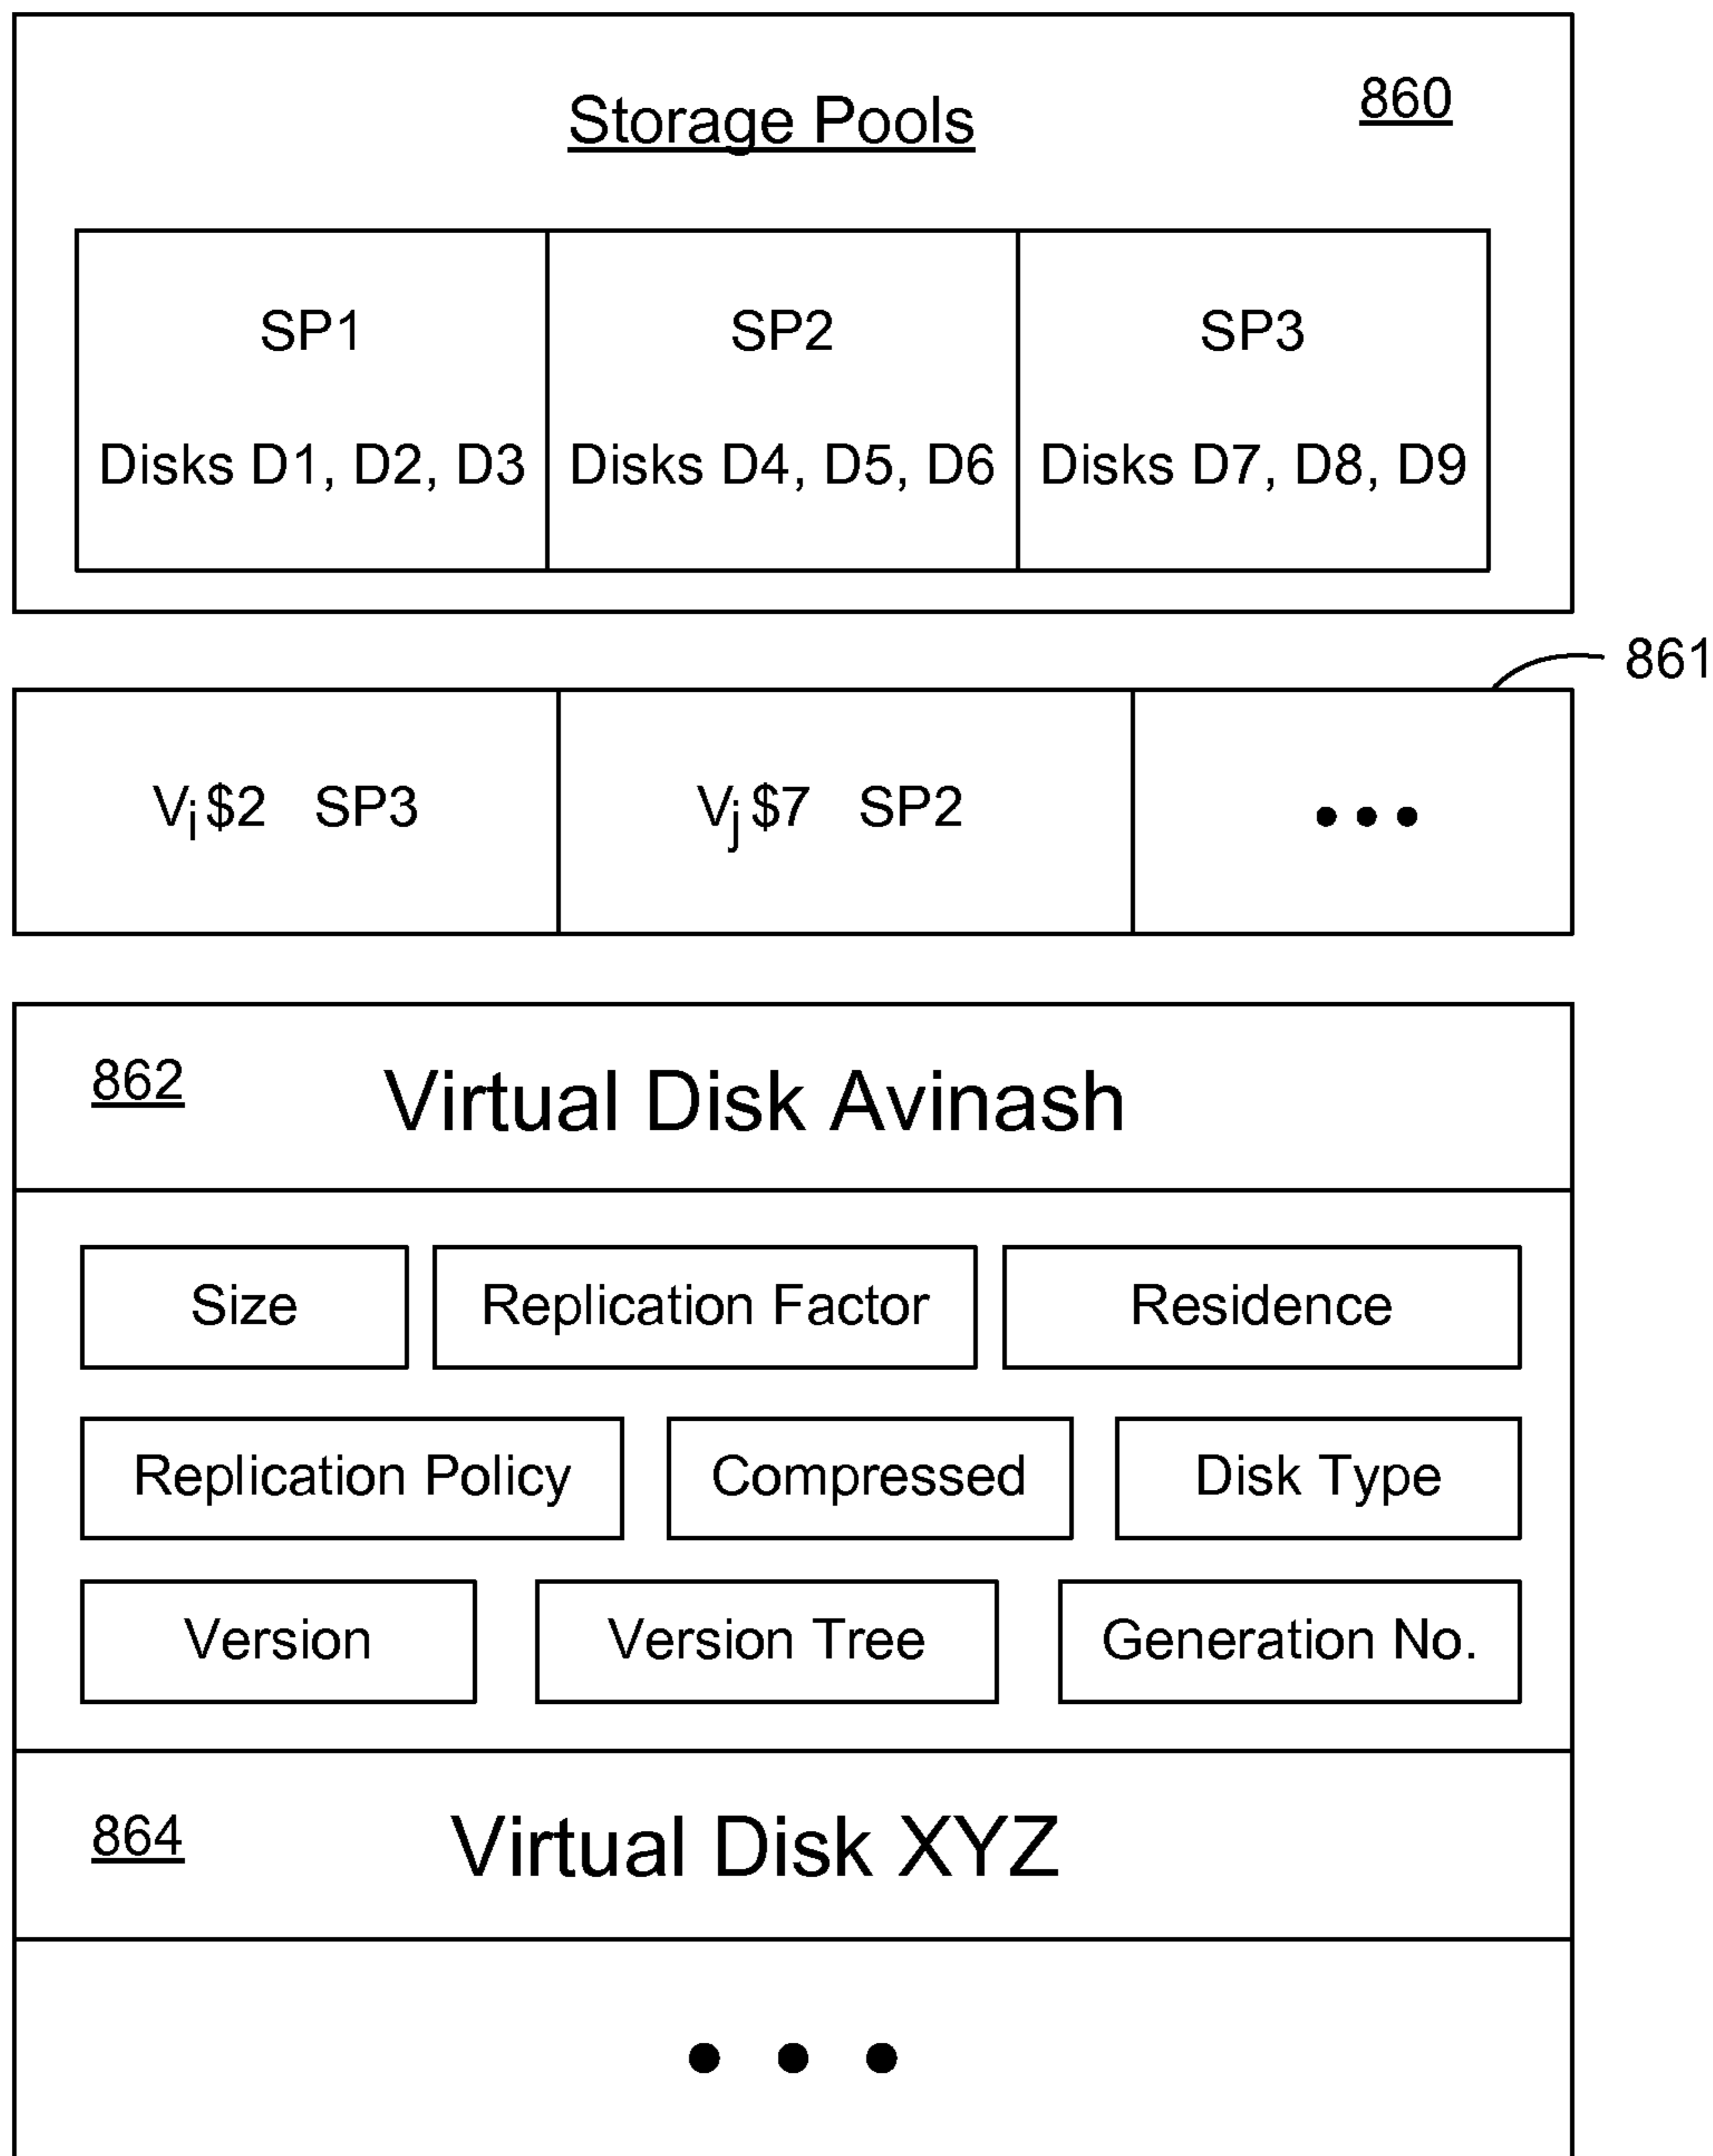 Storage Pools 860
SP1 SP2 SP3
Disks D1, D2, D3 Disks D4, D5, D6 Disks D7, D8, D9
861
Vi$2 SP3 Vj$7 SP2 •••
862 Virtual Disk Avinash
Size Replication Factor Residence
Replication Policy Compressed Disk Type
Version Version Tree Generation No.
864 Virtual Disk XYZ
• • •